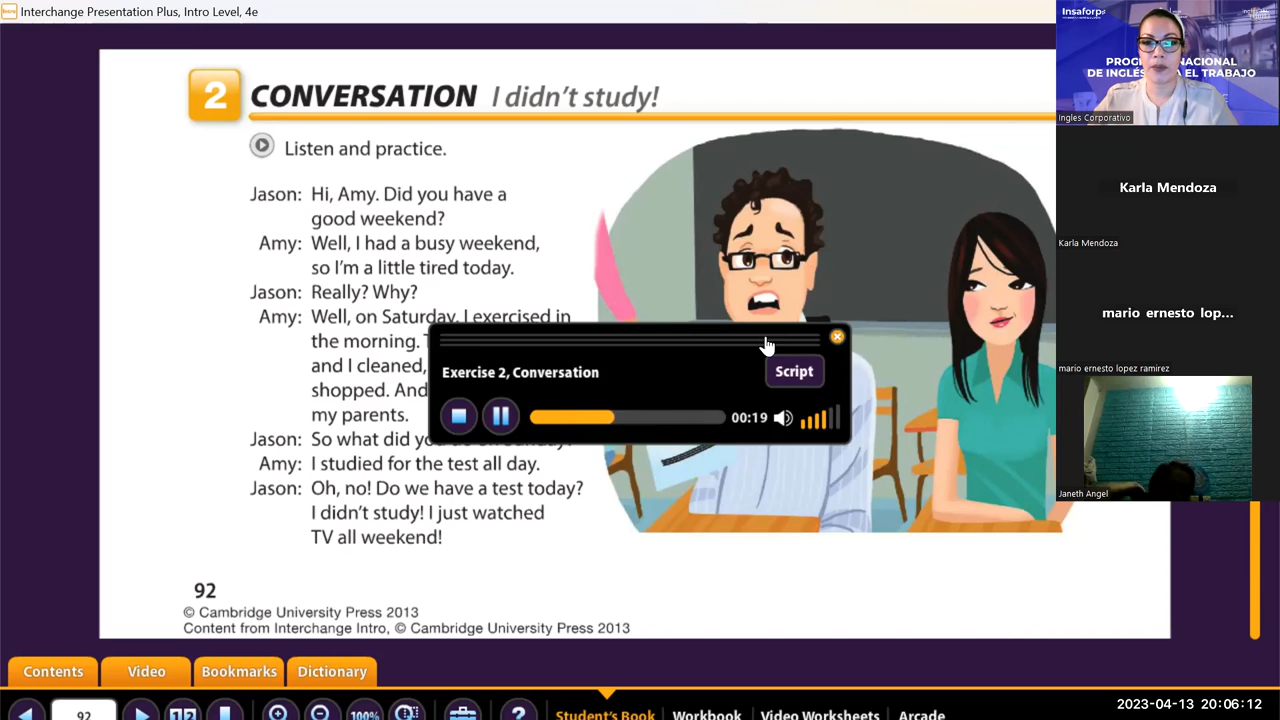 Interchange Presentation Plus, Intro Level, 4e
2 CONVERSATION I didn't study!
Listen and practice.
Jason: Hi, Amy. Did you have a
good weekend?
Amy: Well, I had a busy weekend,
so I'm a little tired today.
Jason: Really? Why?
Amy: Well, on Saturday, I exercised in
the morning.
and I cleaned,
shopped. And
my parents.
Jason: So what did
Amy: I studied for the test all day.
Jason: Oh, no! Do we have a test today?
I didn't study! I just watched
TV all weekend!
Exercise 2, Conversation
Script
00:19
92
© Cambridge University Press 2013
Content from Interchange Intro, © Cambridge University Press 2013
Contents Video Bookmarks Dictionary
92 1 2 100% ?
Student's Book Workbook Video Worksheets Arcade
Insaforp
PROG NACIONAL
DE INGLÉS A EL TRABAJO
Ingles Corporativo
Karla Mendoza
Karla Mendoza
mario ernesto lop...
mario ernesto lopez ramirez
Janeth Angel
2023-04-13 20:06:12